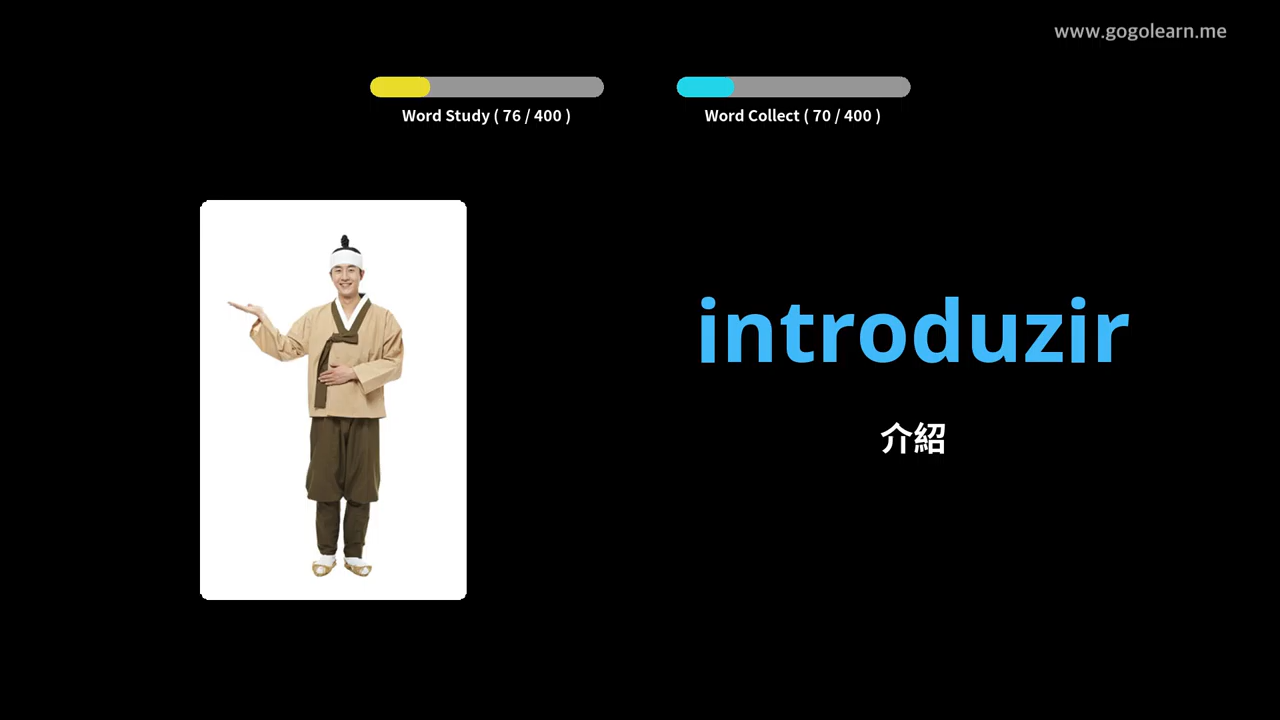 www.gogolearn.me
Word Study ( 76 / 400 )
Word Collect ( 70 / 400 )
introduzir
介紹